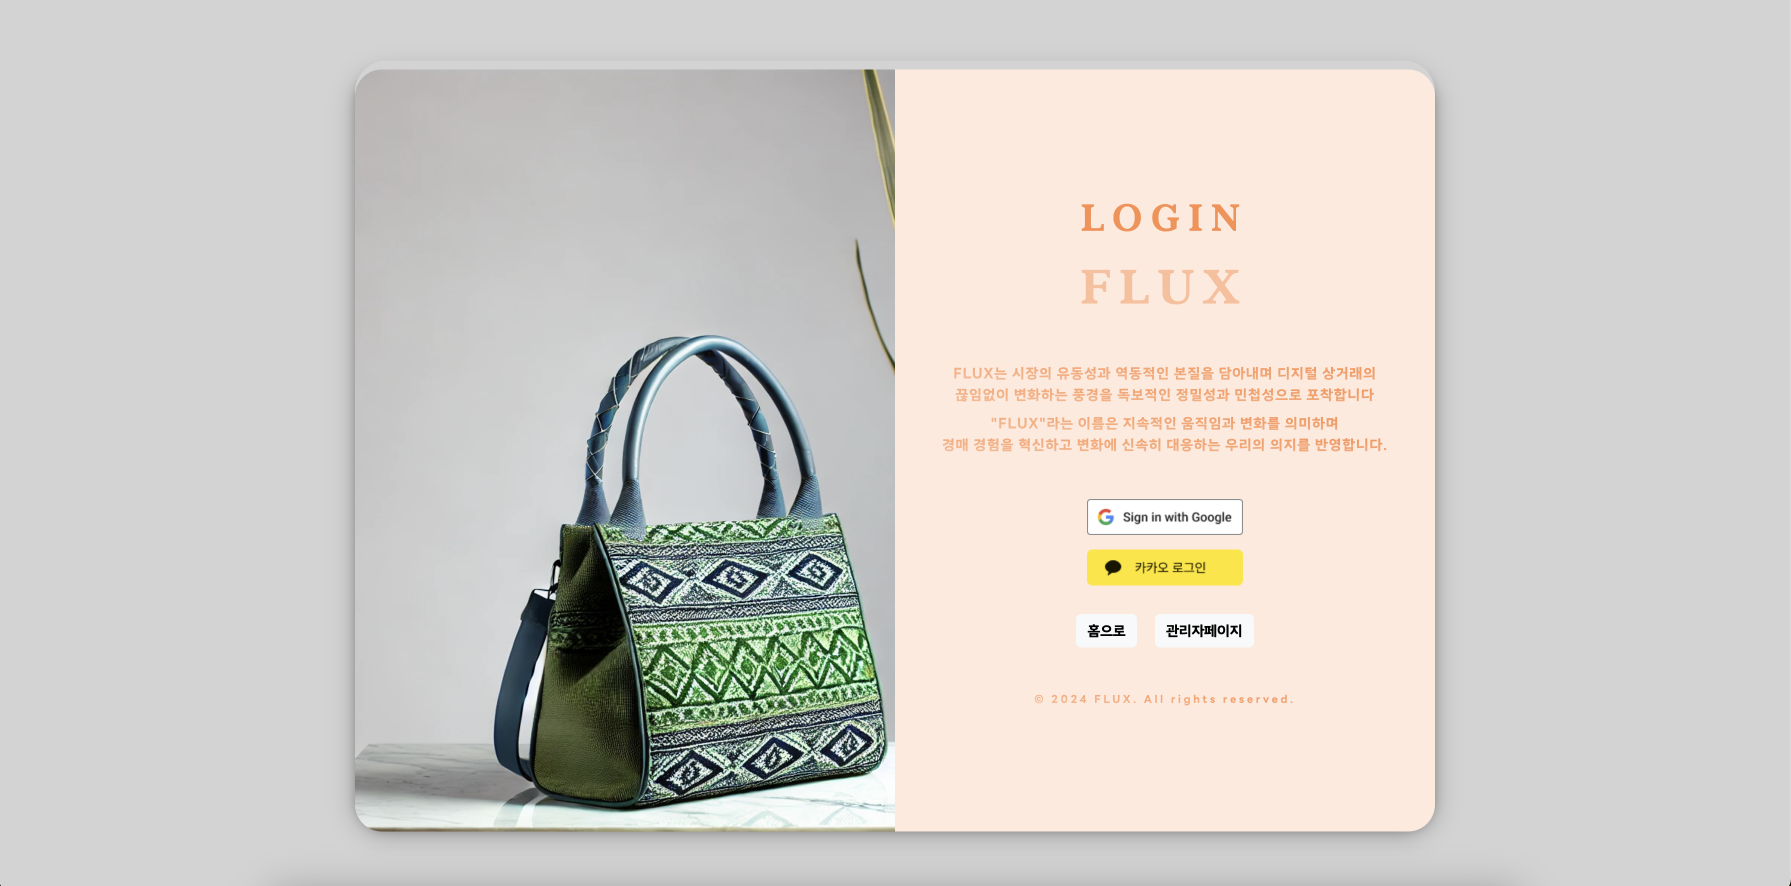 LOGIN
FLUX
FLUX는 시장의 유동성과 역동적인 본질을 담아내며 디지털 상거래의
끊임없이 변화하는 풍경을 독보적인 정밀성과 민첩성으로 포착합니다
"FLUX"라는 이름은 지속적인 움직임과 변화를 의미하며
경매 경험을 혁신하고 변화에 신속히 대응하는 우리의 의지를 반영합니다.
Sign in with Google
카카오 로그인
홈으로 관리자페이지
© 2024 FLUX. All rights reserved.